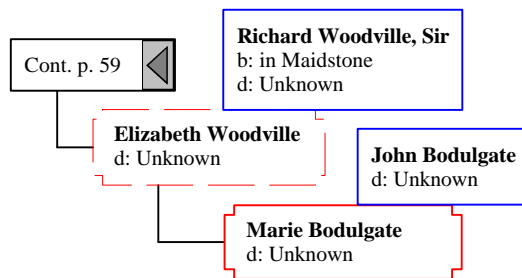 Richard Woodville, Sir
b: in Maidstone
d: Unknown
Cont. p. 59
Elizabeth Woodville
d: Unknown
John Bodulgate
d: Unknown
Marie Bodulgate
d: Unknown